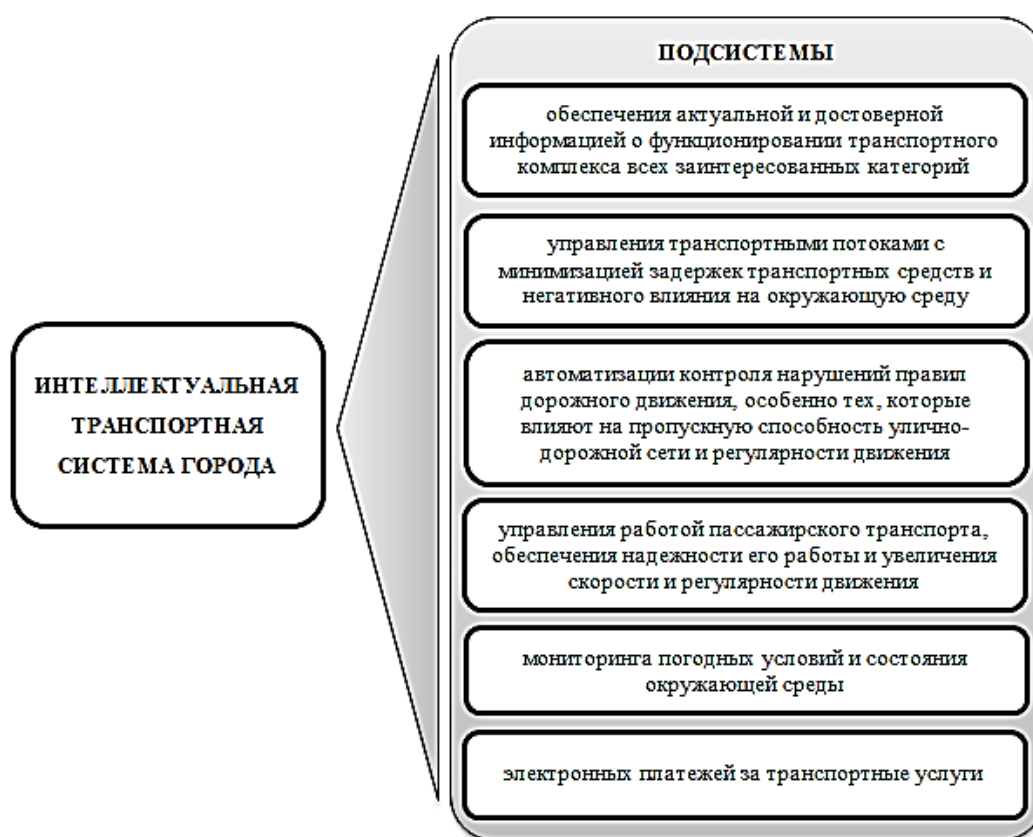 ИНТЕЛЛЕКТУАЛЬНАЯ
ТРАНСПОРТНАЯ
СИСТЕМА ГОРОДА
ПОДСИСТЕМЫ
обеспечения актуальной и достоверной
информацией о функционировании транспортного
комплекса всех заинтересованных категорий
управления транспортными потоками с
минимизацией задержек транспортных средств и
негативного влияния на окружающую среду
автоматизации контроля нарушений правил
дорожного движения, особенно тех, которые
влияют на пропускную способность улично-
дорожной сети и регулярности движения
управления работой пассажирского транспорта,
обеспечения надежности его работы и увеличения
скорости и регулярности движения
мониторинга погодных условий и состояния
окружающей среды
электронных платежей за транспортные услуги